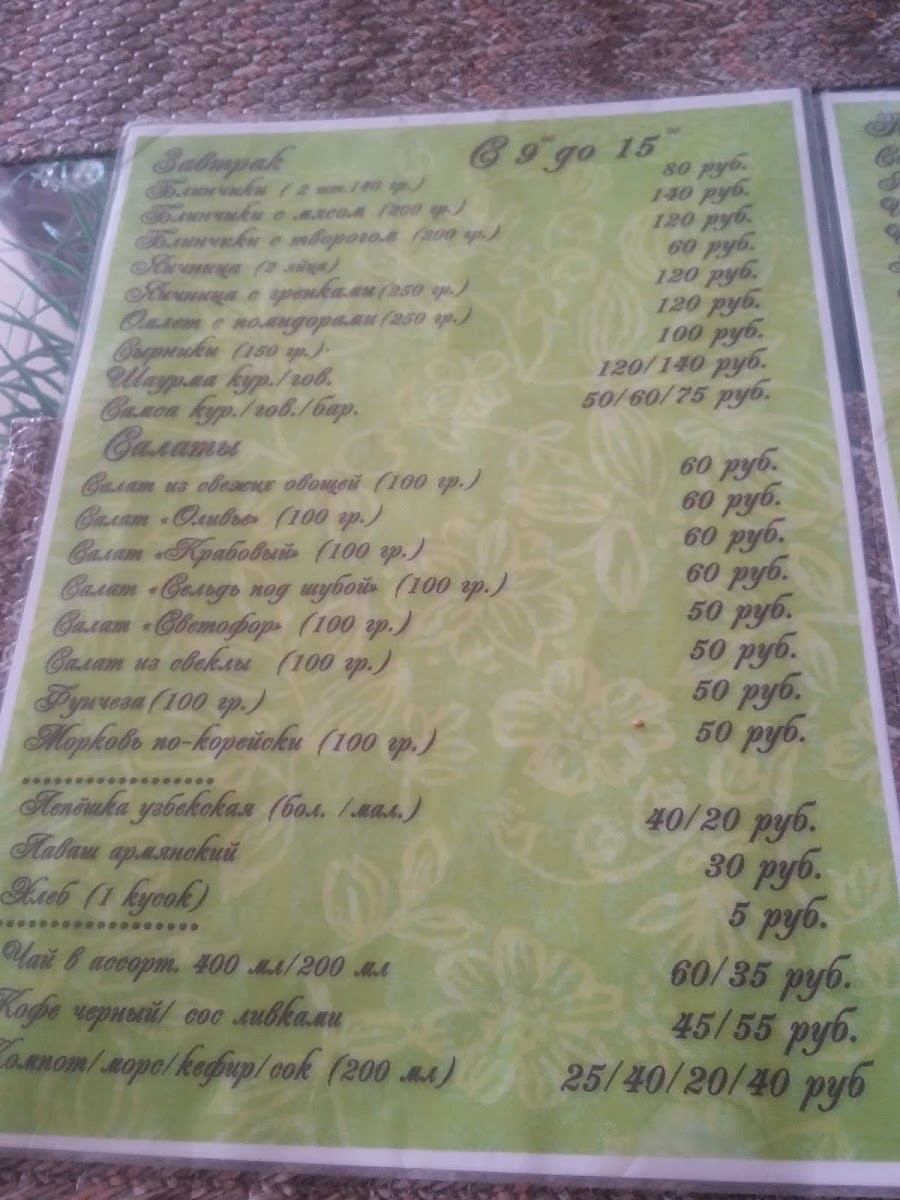 Завтрак С 9⁰⁰ до 15⁰⁰
Блинчики (2 шт.140 гр.) 80 руб.
Блинчики с мясом (200 гр.) 140 руб.
Блинчики с творогом (200 гр.) 120 руб.
Яичница (2 яйца) 60 руб.
Яичница с гренками(250 гр.) 120 руб.
Омлет с помидорами(250 гр.) 120 руб.
Сырники (150 гр.) 100 руб.
Шаурма кур./гов. 120/140 руб.
Самса кур./гов./бар. 50/60/75 руб.
Салаты
Салат из свежих овощей (100 гр.) 60 руб.
Салат «Оливье» (100 гр.) 60 руб.
Салат «Крабовый» (100 гр.) 60 руб.
Салат «Сельдь под шубой» (100 гр.) 60 руб.
Салат «Светофор» (100 гр.) 50 руб.
Салат из свеклы (100 гр.) 50 руб.
Фунчеза(100 гр.) 50 руб.
Морковь по-корейски (100 гр.) 50 руб.
Лепёшка узбекская (бол. /мал.) 40/20 руб.
Лаваш армянский 30 руб.
Хлеб (1 кусок) 5 руб.
Чай в ассорт. 400 мл/200 мл 60/35 руб.
Кофе черный/ сос ливками 45/55 руб.
Компот/морс/кефир/сок (200 мл) 25/40/20/40 руб